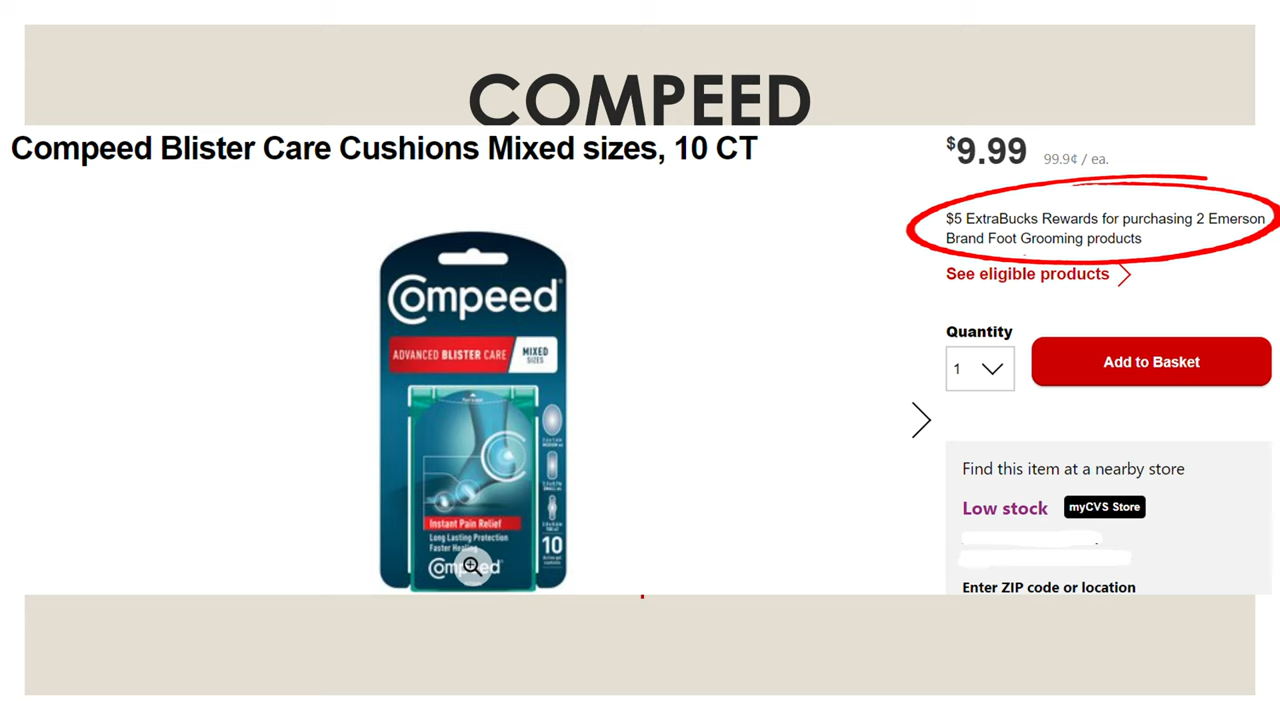 COMPEED
Compeed Blister Care Cushions Mixed sizes, 10 CT
$9.99 99.9¢ / ea.
$5 ExtraBucks Rewards for purchasing 2 Emerson
Brand Foot Grooming products
See eligible products
Quantity
1
Add to Basket
Find this item at a nearby store
Low stock myCVS Store
Enter ZIP code or location
Compeed
ADVANCED BLISTER CARE
MIXED
SIZES
Instant Pain Relief
Long Lasting Protection
Faster Healing
10
Compeed